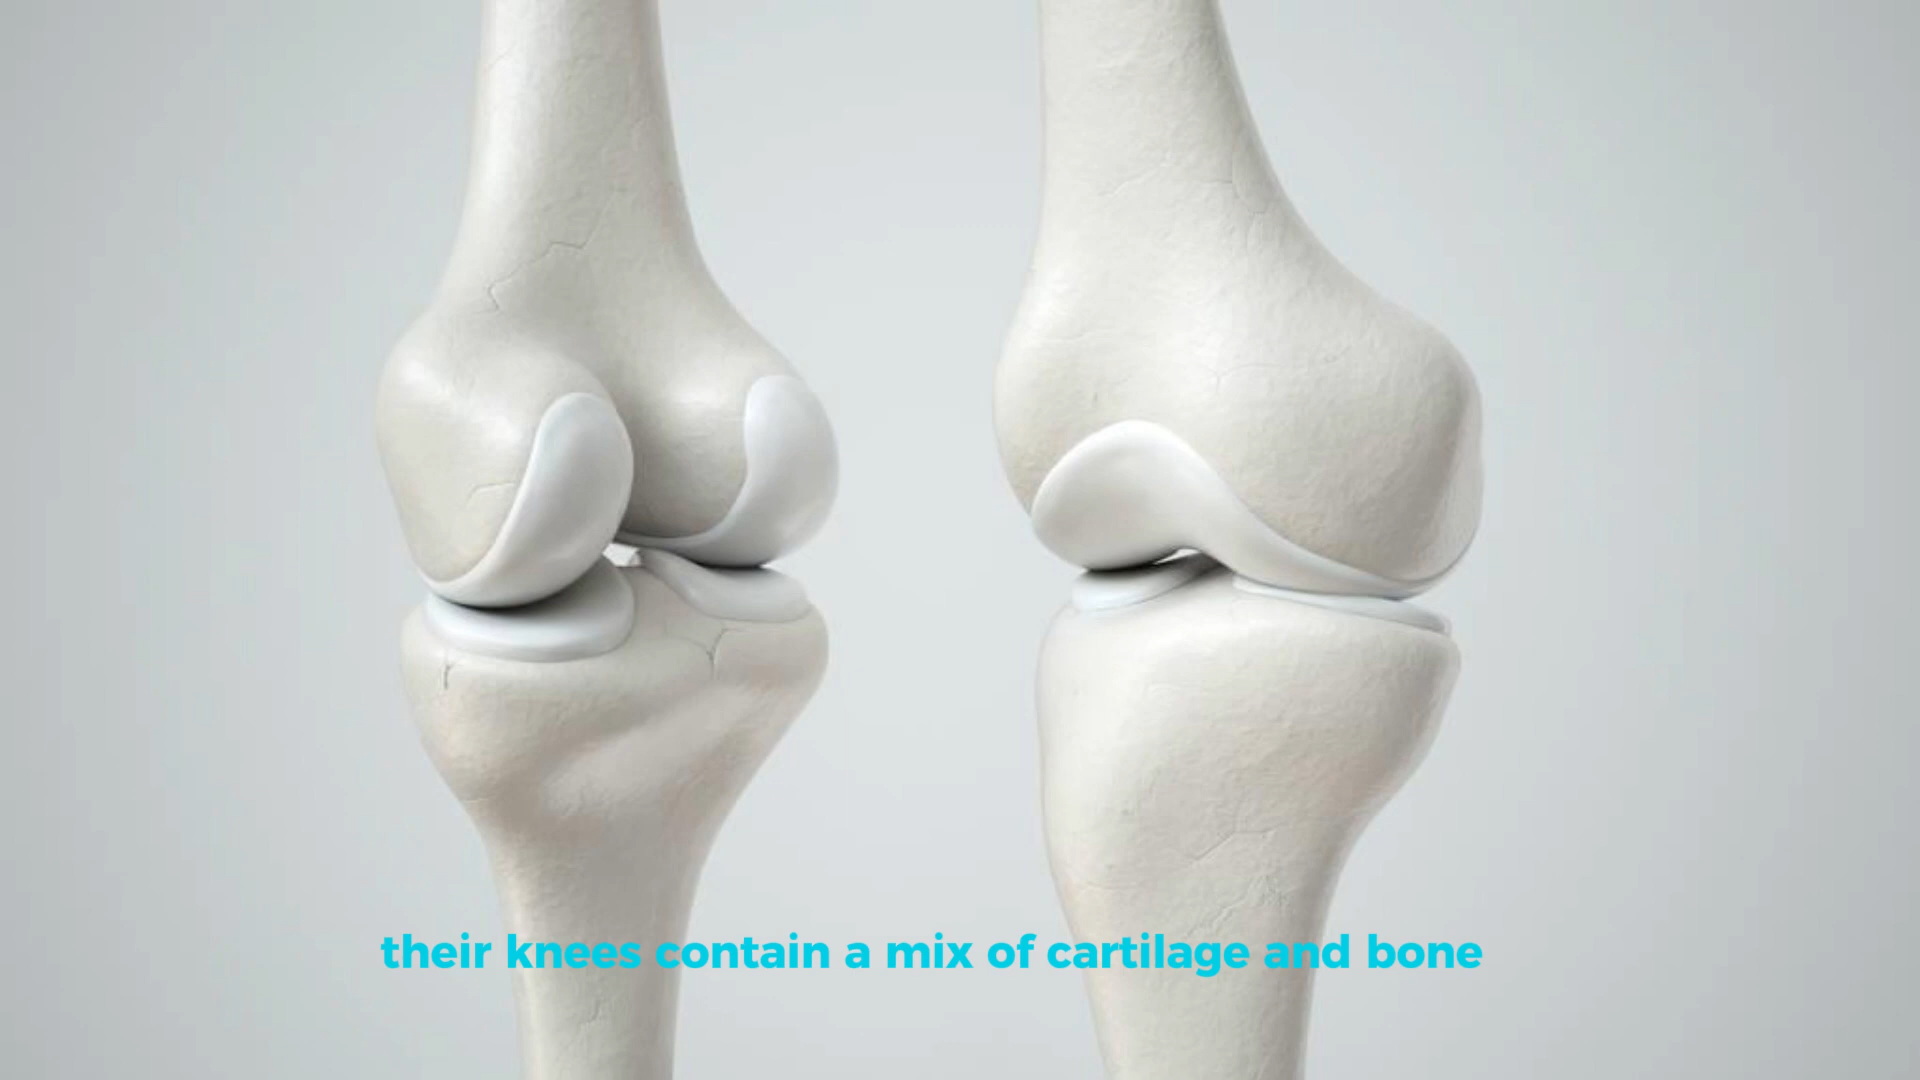 their knees contain a mix of cartilage and bone